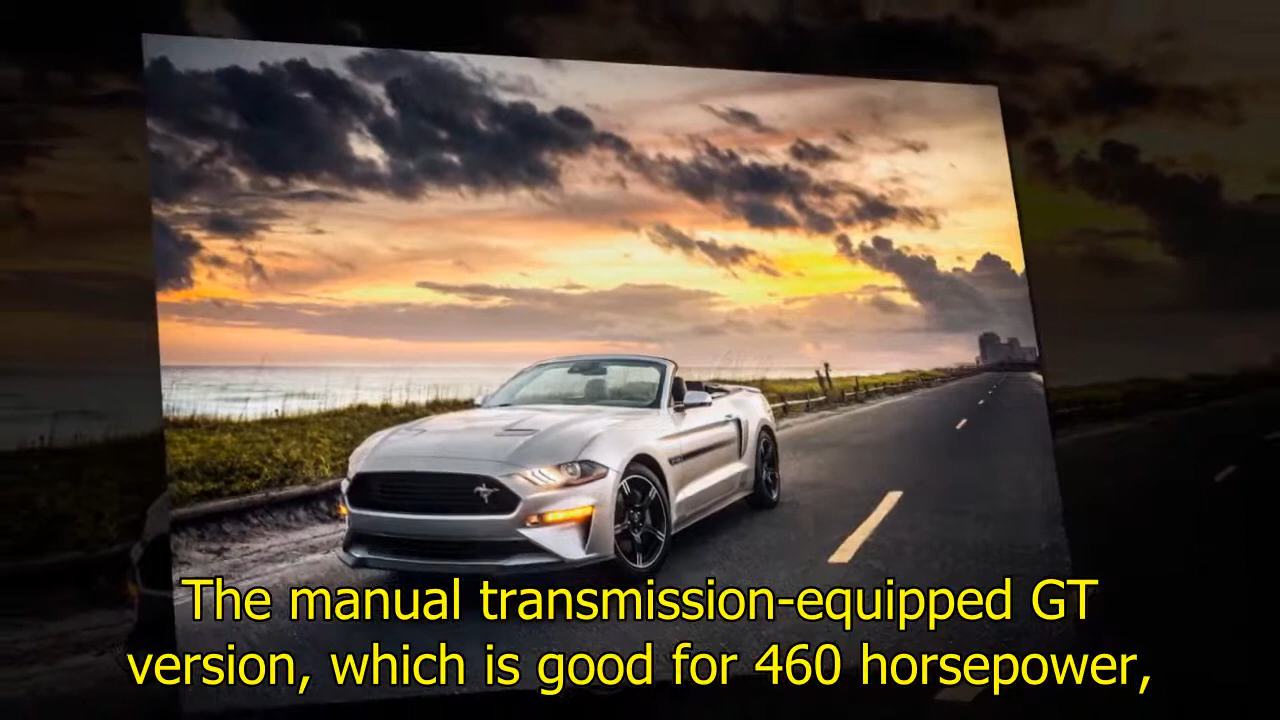 The manual transmission-equipped GT
version, which is good for 460 horsepower,